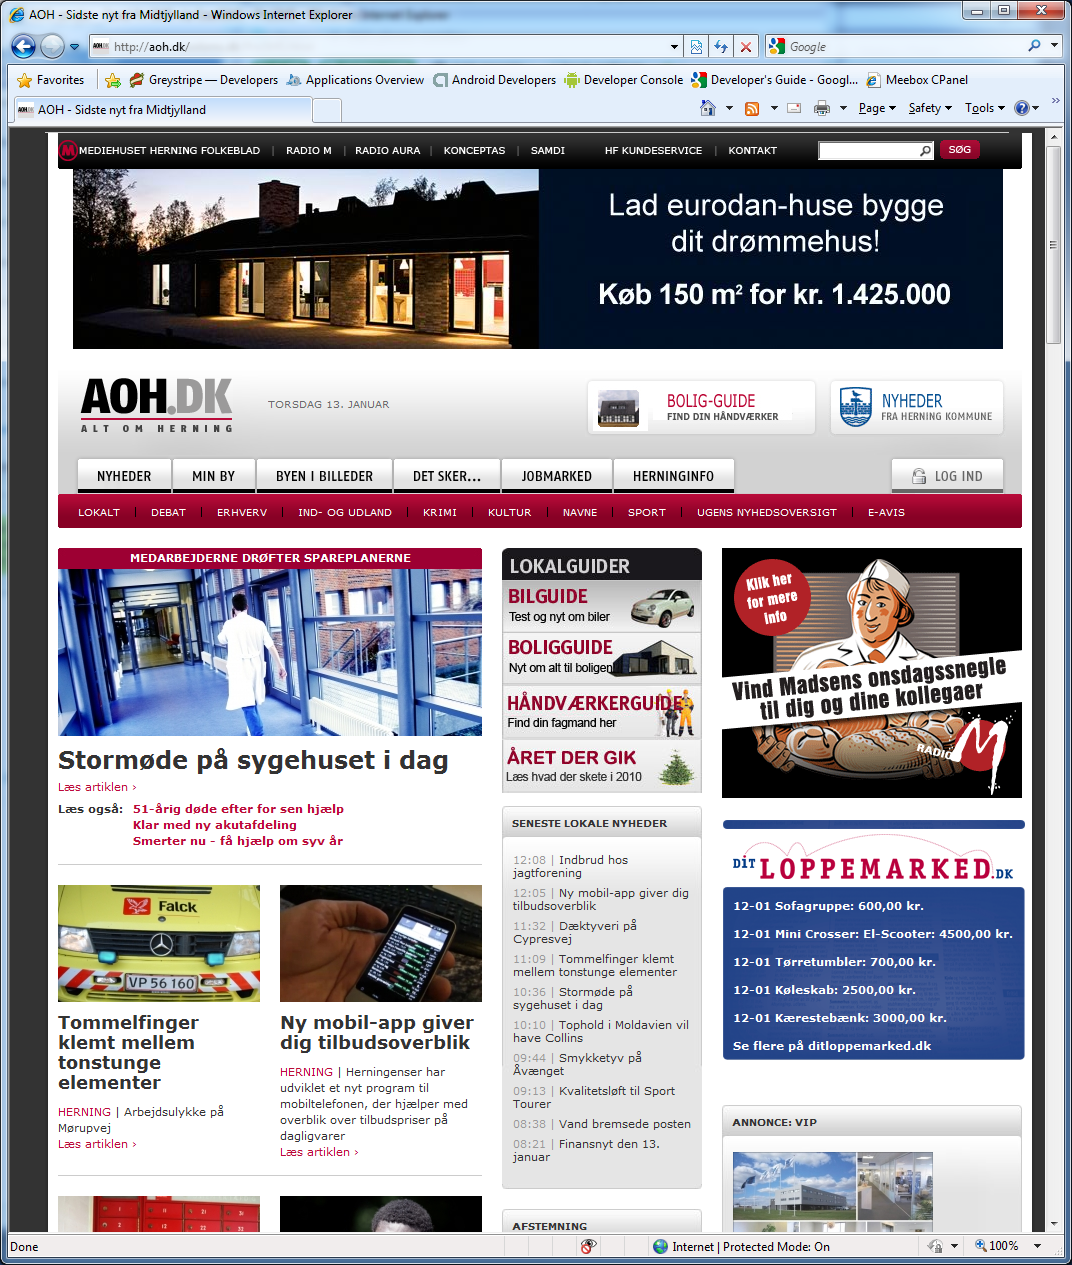 AOH - Sidste nyt fra Midtjylland - Windows Internet Explorer
http://aoh.dk/
Google
Favorites
Greystripe — Developers
Applications Overview
Android Developers
Developer Console
Developer's Guide - Googl...
Meebox CPanel
AOH - Sidste nyt fra Midtjylland
Page
Safety
Tools
MEDIEHUSET HERNING FOLKEBLAD | RADIO M | RADIO AURA | KONCEPTAS | SAMDI
HF KUNDESERVICE | KONTAKT
SØG
Lad eurodan-huse bygge
dit drømmehus!
Køb 150 m² for kr. 1.425.000
AOH.DK
ALT OM HERNING
TORSDAG 13. JANUAR
BOLIG-GUIDE
FIND DIN HÅNDVÆRKER
NYHEDER
FRA HERNING KOMMUNE
NYHEDER
MIN BY
BYEN I BILLEDER
DET SKER...
JOBMARKED
HERNINGINFO
LOG IND
LOKALT
DEBAT
ERHVERV
IND- OG UDLAND
KRIMI
KULTUR
NAVNE
SPORT
UGENS NYHEDSOVERSIGT
E-AVIS
MEDARBEJDERNE DRØFTER SPAREPLANERNE
Stormøde på sygehuset i dag
Læs artiklen ›
Læs også: 51-årig døde efter for sen hjælp
Klar med ny akutafdeling
Smerter nu - få hjælp om syv år
Falck
VP 56 160
Tommelfinger
klemt mellem
tonstunge
elementer
HERNING | Arbejdsulykke på
Mørupvej
Læs artiklen ›
Ny mobil-app giver
dig tilbudsoverblik
HERNING | Herningenser har
udviklet et nyt program til
mobiltelefonen, der hjælper med
overblik over tilbudspriser på
dagligvarer
Læs artiklen ›
LOKALGUIDER
BILGUIDE
Test og nyt om biler
BOLIGGUIDE
Nyt om alt til boligen
HÅNDVÆRKERGUIDE
Find din fagmand her
ÅRET DER GIK
Læs hvad der skete i 2010
SENESTE LOKALE NYHEDER
12:08 | Indbrud hos
jagtforening
12:05 | Ny mobil-app giver dig
tilbudsoverblik
11:32 | Dæktyveri på
Cypresvej
11:09 | Tommelfinger klemt
mellem tonstunge elementer
10:36 | Stormøde på
sygehuset i dag
10:10 | Tophold i Moldavien vil
have Collins
09:44 | Smykketyv på
Åvænget
09:13 | Kvalitetsløft til Sport
Tourer
08:38 | Vand bremsede posten
08:21 | Finansnyt den 13.
januar
AFSTEMNING
Klik her
for mere
info
Vind Madsens onsdagssnegle
til dig og dine kollegaer
RADIO M
DIT LOPPEMARKED.DK
12-01 Sofagruppe: 600,00 kr.
12-01 Mini Crosser: El-Scooter: 4500,00 kr.
12-01 Tørretumbler: 700,00 kr.
12-01 Køleskab: 2500,00 kr.
12-01 Kærestebænk: 3000,00 kr.
Se flere på ditloppemarked.dk
ANNONCE: VIP
Done
Internet | Protected Mode: On
100%